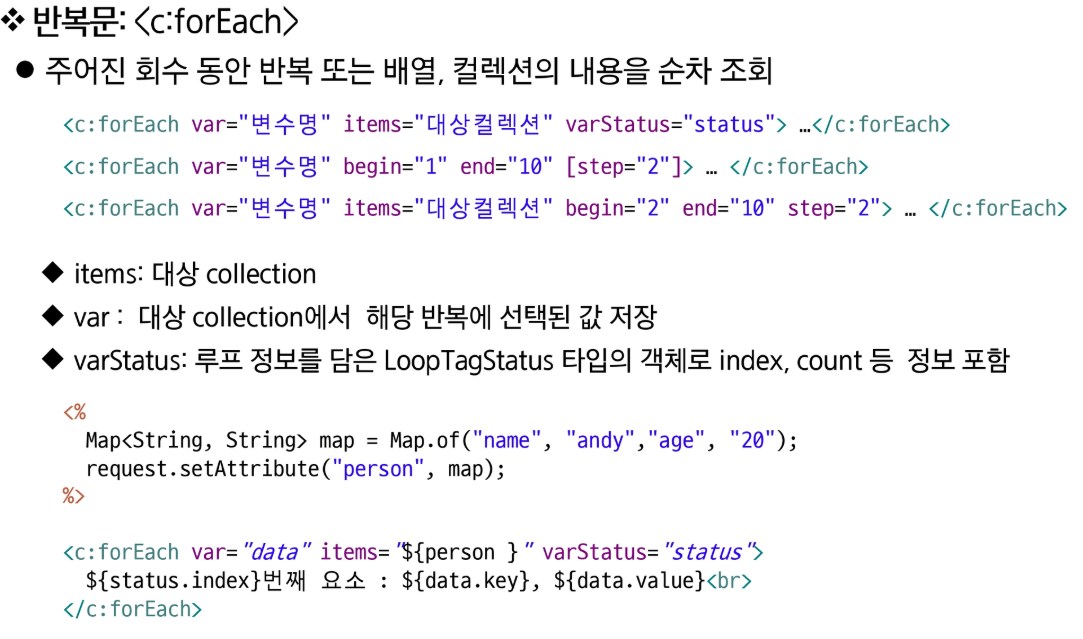 ❖ 반복문: <c:forEach>
● 주어진 회수 동안 반복 또는 배열, 컬렉션의 내용을 순차 조회
<c:forEach var="변수명" items="대상컬렉션" varStatus="status"> …</c:forEach>
<c:forEach var="변수명" begin="1" end="10" [step="2"]> … </c:forEach>
<c:forEach var="변수명" items="대상컬렉션" begin="2" end="10" step="2"> … </c:forEach>
◆ items: 대상 collection
◆ var : 대상 collection에서 해당 반복에 선택된 값 저장
◆ varStatus: 루프 정보를 담은 LoopTagStatus 타입의 객체로 index, count 등 정보 포함
<%
Map<String, String> map = Map.of("name", "andy","age", "20");
request.setAttribute("person", map);
%>
<c:forEach var="data" items="${person }" varStatus="status">
${status.index}번째 요소 : ${data.key}, ${data.value}<br>
</c:forEach>